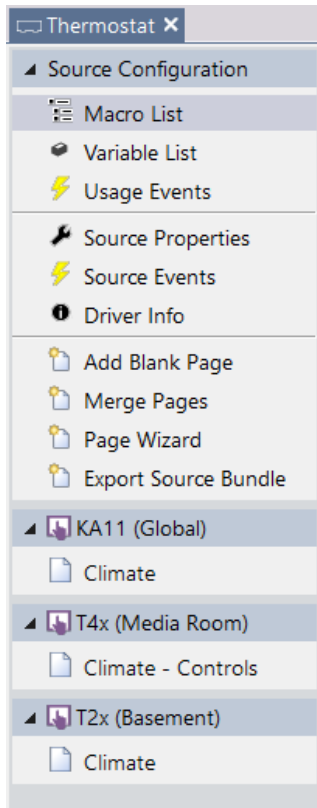 Thermostat
Source Configuration
Macro List
Variable List
Usage Events
Source Properties
Source Events
Driver Info
Add Blank Page
Merge Pages
Page Wizard
Export Source Bundle
KA11 (Global)
Climate
T4x (Media Room)
Climate - Controls
T2x (Basement)
Climate